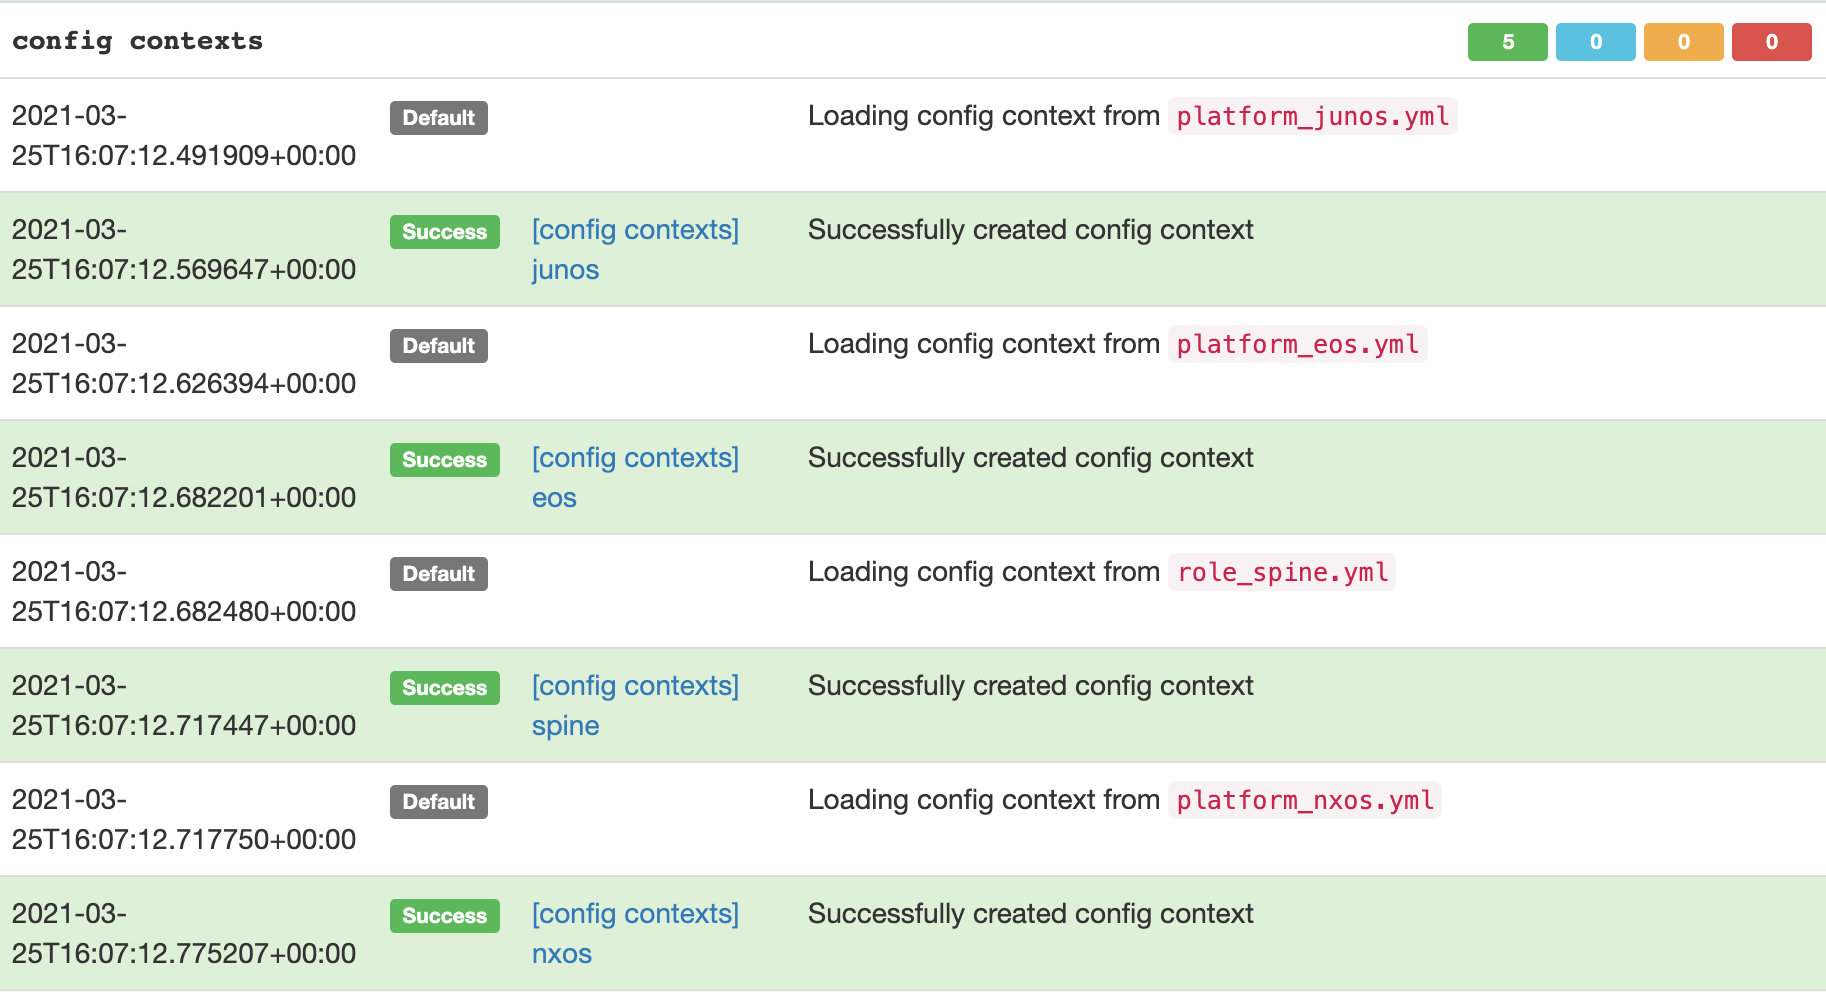 config contexts 5 0 0 0
2021-03- Default Loading config context from platform_junos.yml
25T16:07:12.491909+00:00
2021-03- Success [config contexts] Successfully created config context
25T16:07:12.569647+00:00 junos
2021-03- Default Loading config context from platform_eos.yml
25T16:07:12.626394+00:00
2021-03- Success [config contexts] Successfully created config context
25T16:07:12.682201+00:00 eos
2021-03- Default Loading config context from role_spine.yml
25T16:07:12.682480+00:00
2021-03- Success [config contexts] Successfully created config context
25T16:07:12.717447+00:00 spine
2021-03- Default Loading config context from platform_nxos.yml
25T16:07:12.717750+00:00
2021-03- Success [config contexts] Successfully created config context
25T16:07:12.775207+00:00 nxos